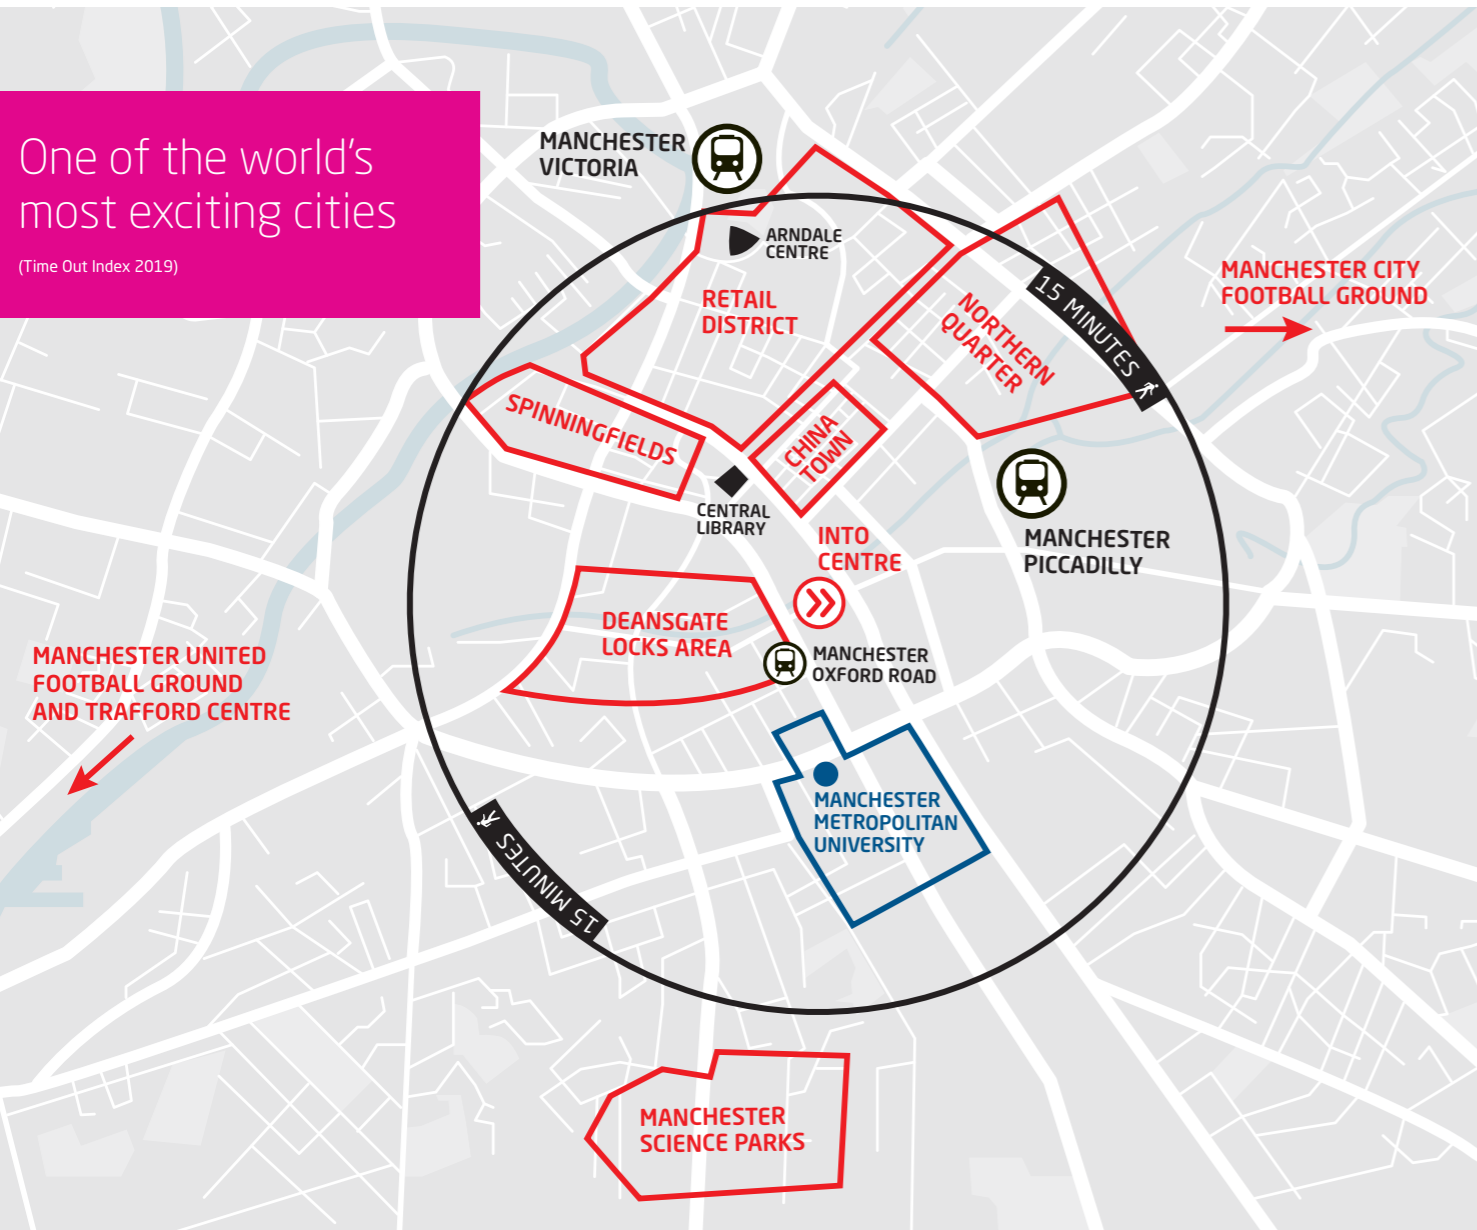 One of the world's
most exciting cities
(Time Out Index 2019)
MANCHESTER
VICTORIA
ARNDALE
CENTRE
RETAIL
DISTRICT
NORTHERN
QUARTER
15 MINUTES
MANCHESTER CITY
FOOTBALL GROUND
SPINNINGFIELDS
CHINA
TOWN
CENTRAL
LIBRARY
INTO
CENTRE
MANCHESTER
PICCADILLY
DEANSGATE
LOCKS AREA
MANCHESTER
OXFORD ROAD
MANCHESTER UNITED
FOOTBALL GROUND
AND TRAFFORD CENTRE
MANCHESTER
METROPOLITAN
UNIVERSITY
15 MINUTES
MANCHESTER
SCIENCE PARKS